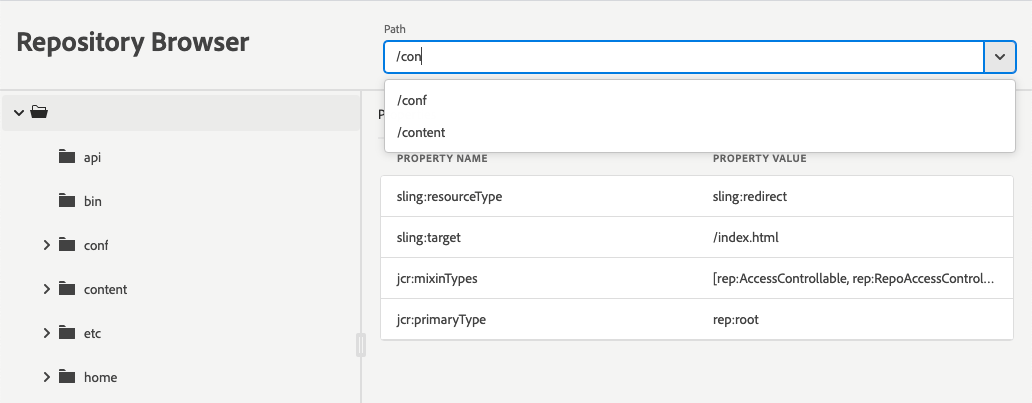 Repository Browser
Path
/con
/conf
/content
PROPERTY NAME PROPERTY VALUE
api
bin
conf
content
etc
home
sling:resourceType sling:redirect
sling:target /index.html
jcr:mixinTypes [rep:AccessControllable, rep:RepoAccessControl...
jcr:primaryType rep:root